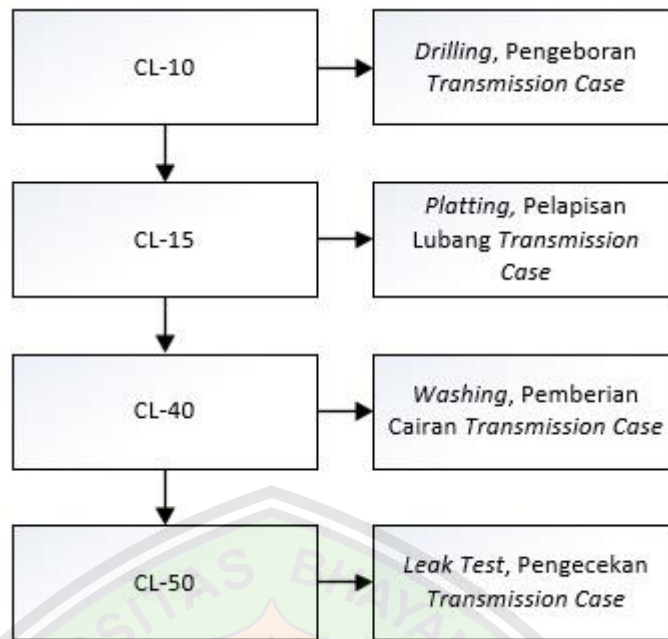 CL-10
Drilling, Pengeboran
Transmission Case
CL-15
Platting, Pelapisan
Lubang Transmission
Case
CL-40
Washing, Pemberian
Cairan Transmission Case
CL-50
Leak Test, Pengecekan
Transmission Case